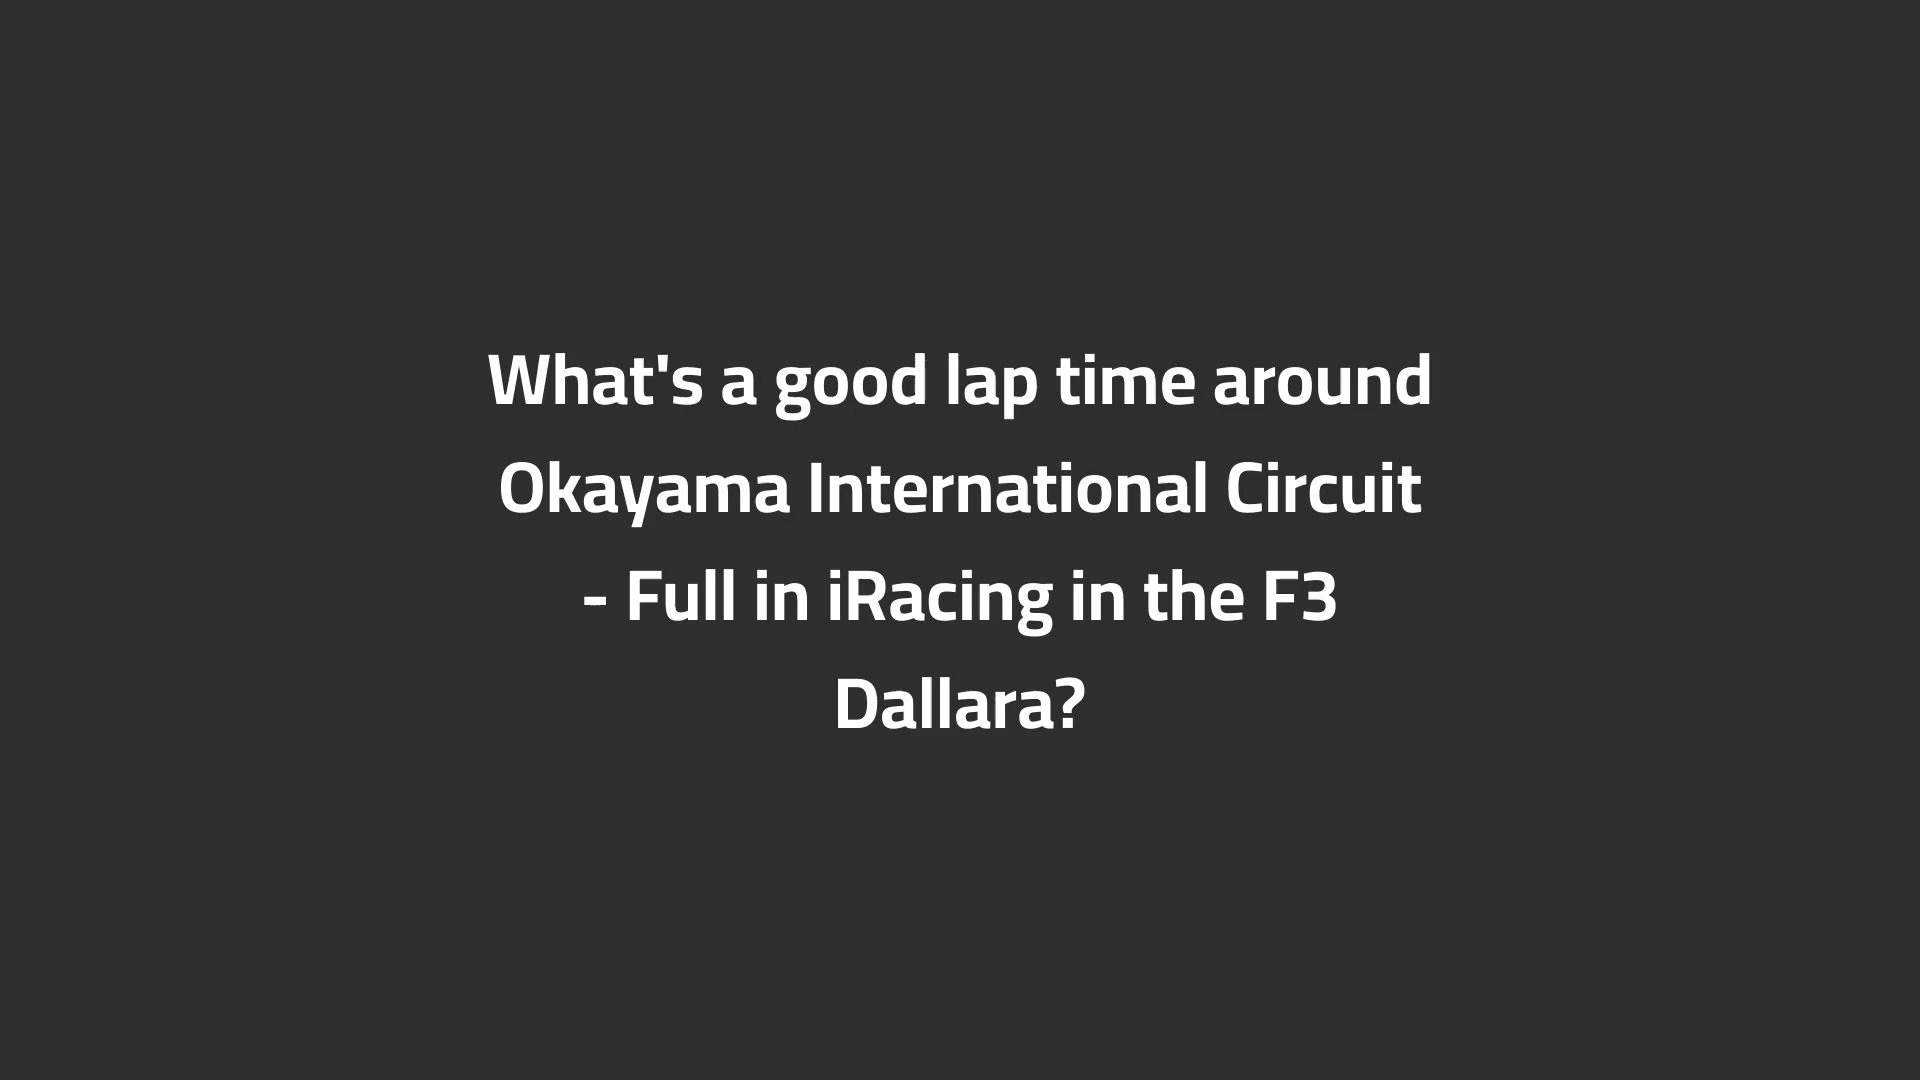 What's a good lap time around
Okayama International Circuit
- Full in iRacing in the F3
Dallara?